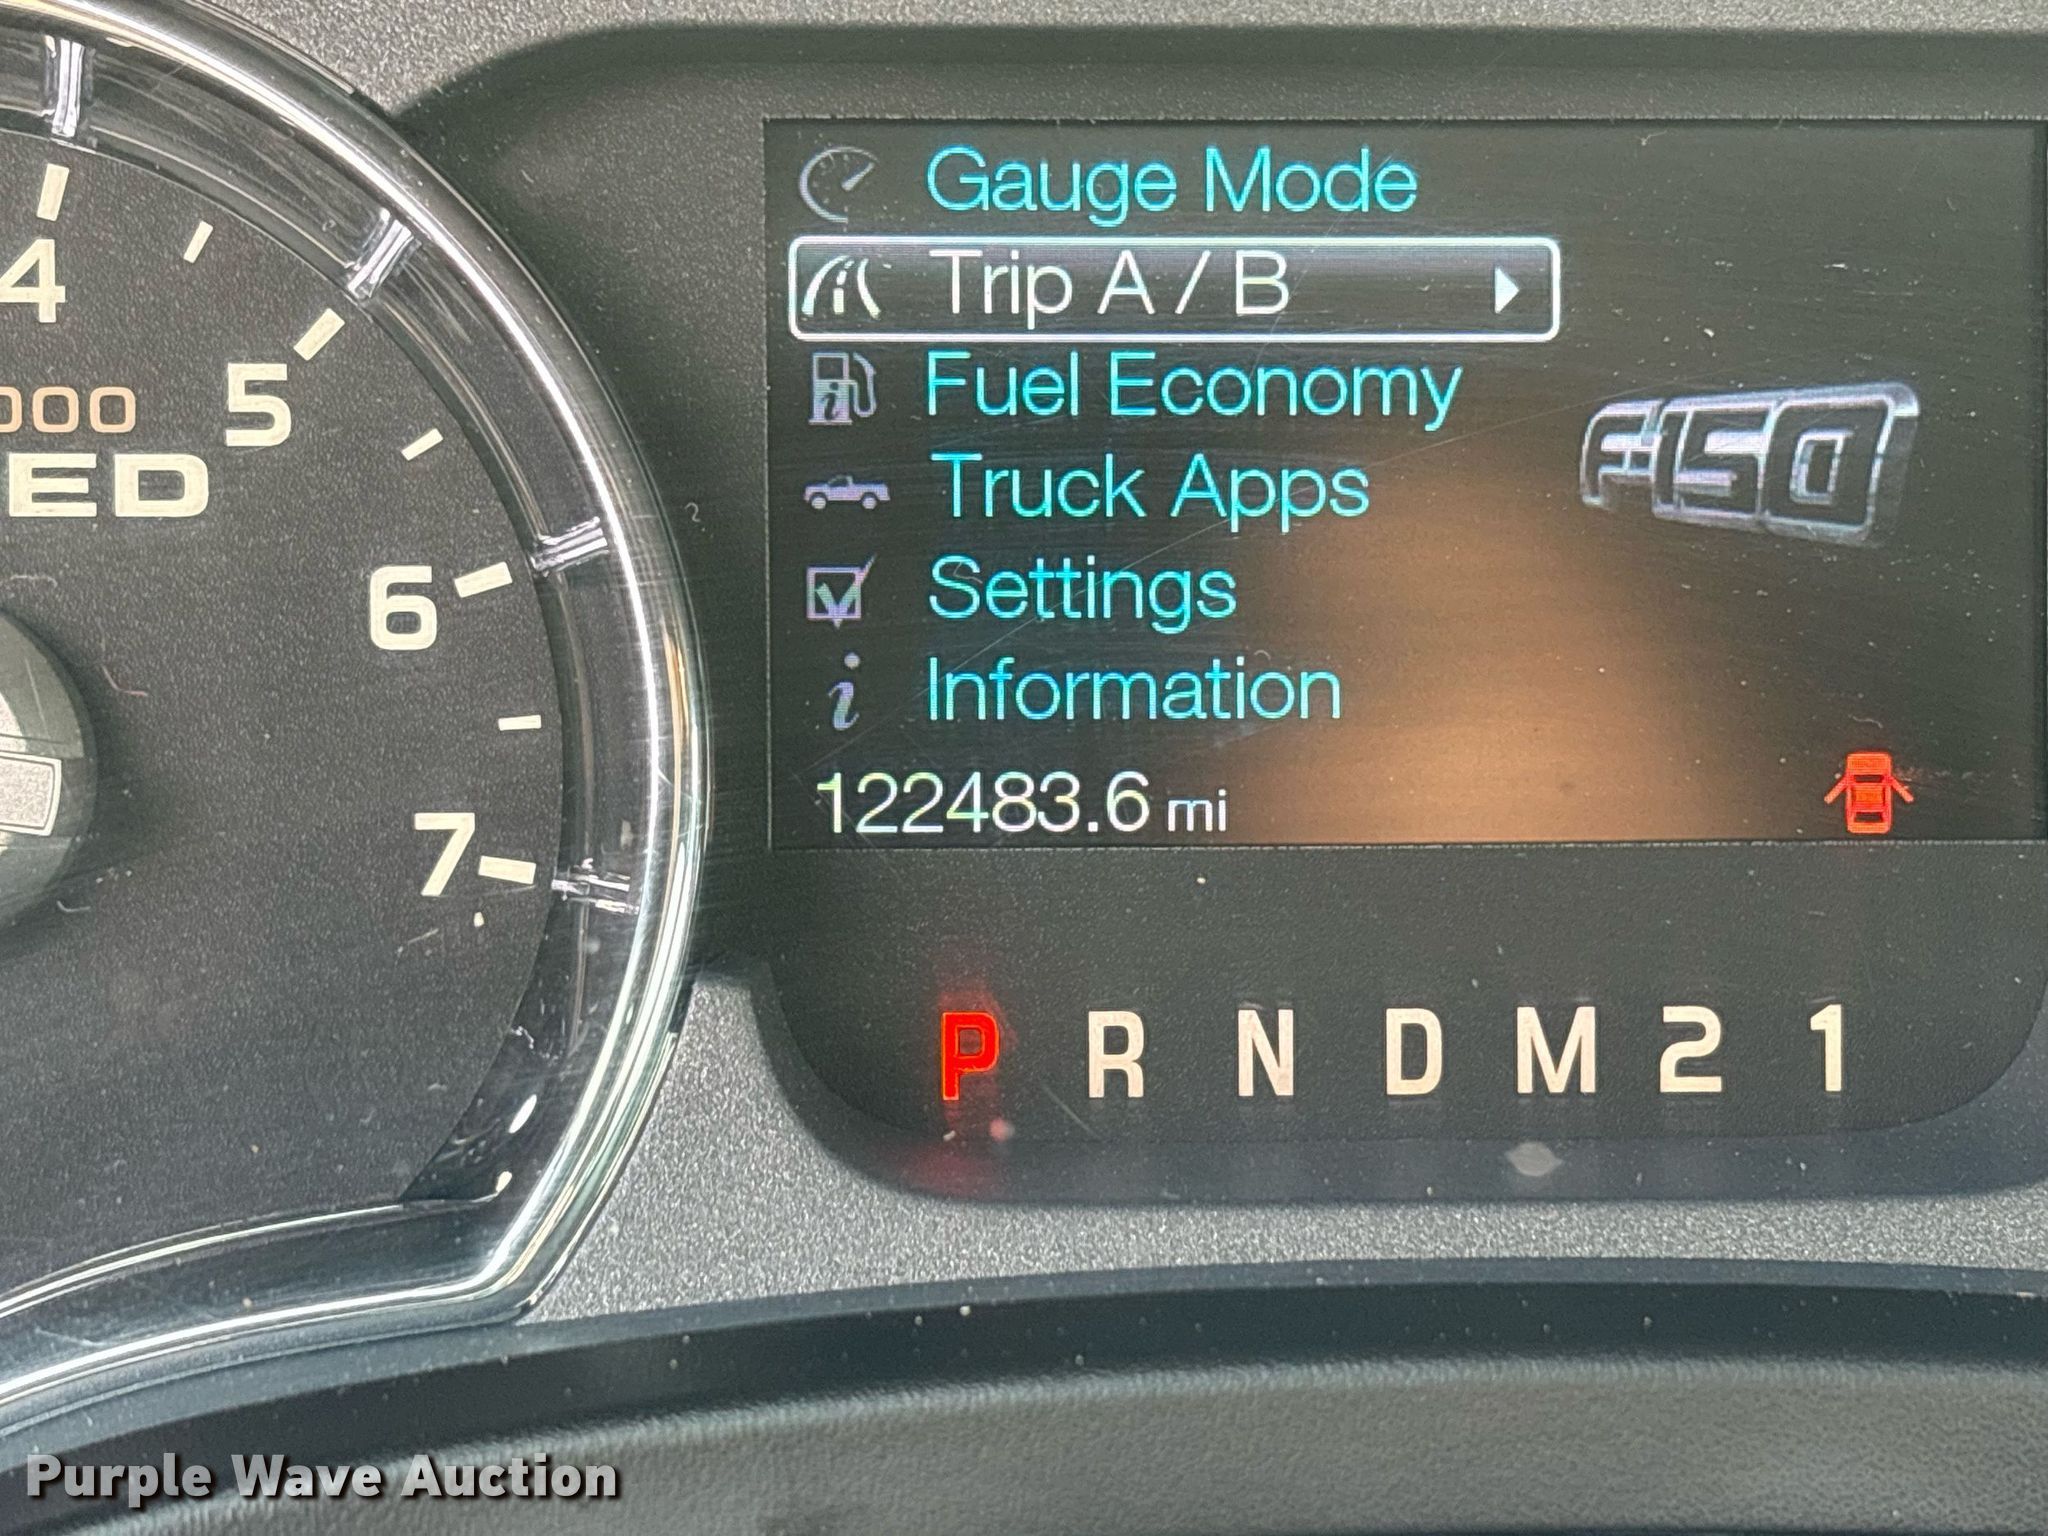 4
5
000
ED
6
7
Gauge Mode
Trip A / B
Fuel Economy
Truck Apps
Settings
Information
F-150
122483.6 mi
P R N D M 2 1
Purple Wave Auction